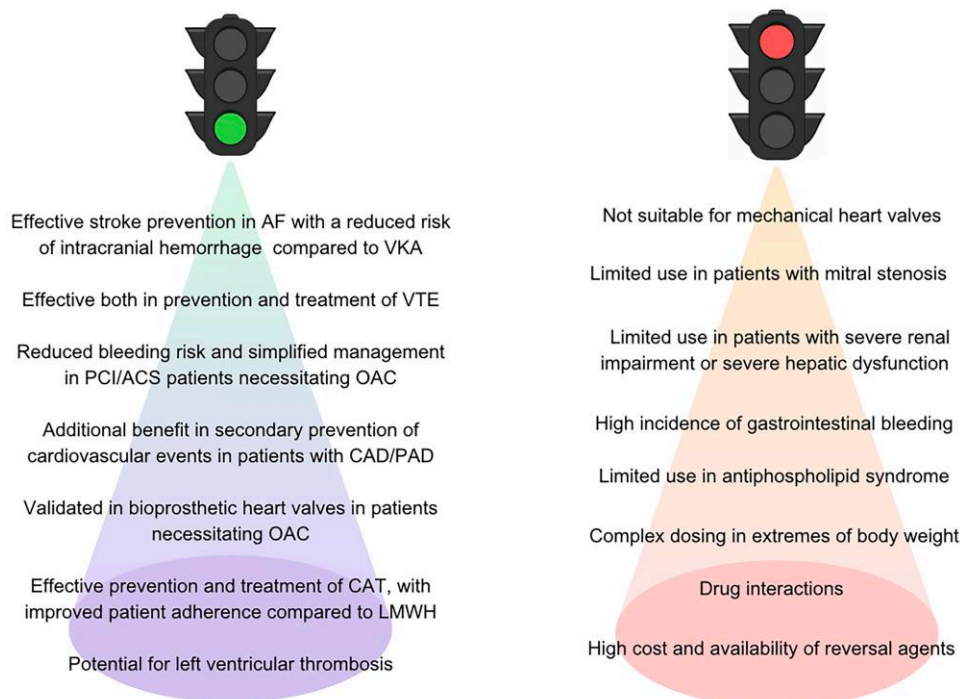 Effective stroke prevention in AF with a reduced risk
of intracranial hemorrhage compared to VKA
Effective both in prevention and treatment of VTE
Reduced bleeding risk and simplified management
in PCI/ACS patients necessitating OAC
Additional benefit in secondary prevention of
cardiovascular events in patients with CAD/PAD
Validated in bioprosthetic heart valves in patients
necessitating OAC
Effective prevention and treatment of CAT, with
improved patient adherence compared to LMWH
Potential for left ventricular thrombosis
Not suitable for mechanical heart valves
Limited use in patients with mitral stenosis
Limited use in patients with severe renal
impairment or severe hepatic dysfunction
High incidence of gastrointestinal bleeding
Limited use in antiphospholipid syndrome
Complex dosing in extremes of body weight
Drug interactions
High cost and availability of reversal agents